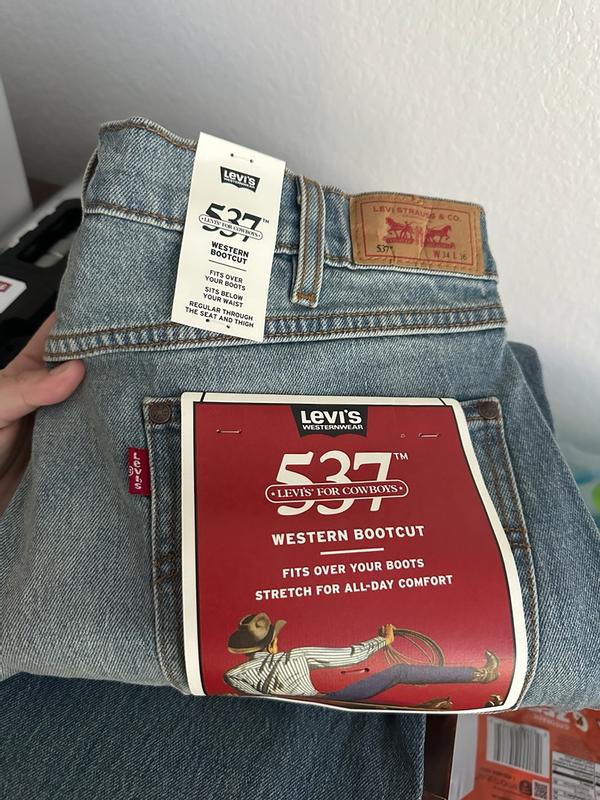 Levi's
WESTERNWEAR
537™
LEVI'S® FOR COWBOYS
WESTERN
BOOTCUT
FITS OVER
YOUR BOOTS
SITS BELOW
YOUR WAIST
REGULAR THROUGH
THE SEAT AND THIGH
LEVI STRAUSS & CO.
537™
W 34 L 36
Levi's
Levi's
WESTERNWEAR
537™
• LEVI'S® FOR COWBOYS •
WESTERN BOOTCUT
FITS OVER YOUR BOOTS
STRETCH FOR ALL-DAY COMFORT